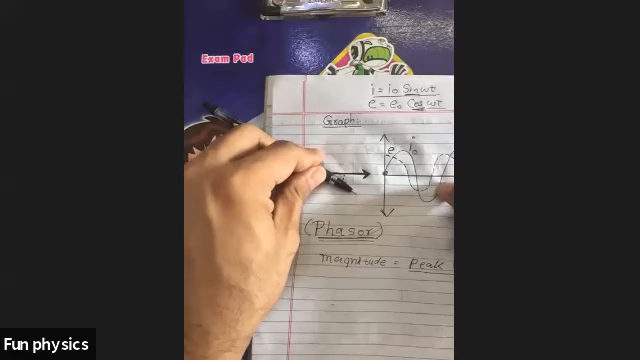 Exam Pad
i = i₀ Sinωt
e = e₀ Cosωt
Graph:
e i₀
(Phasor)
magnitude = Peak
Fun physics